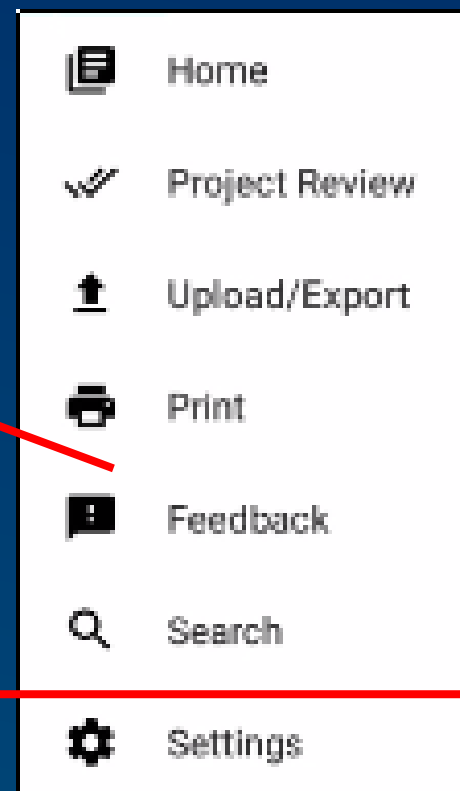 Home
Project Review
Upload/Export
Print
Feedback
Search
Settings